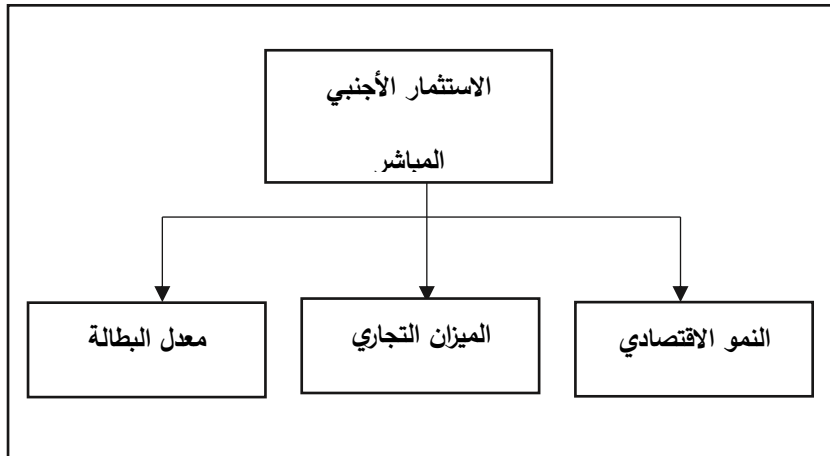 الاستثمار الأجنبي
المباشر
النمو الاقتصادي
الميزان التجاري
معدل البطالة